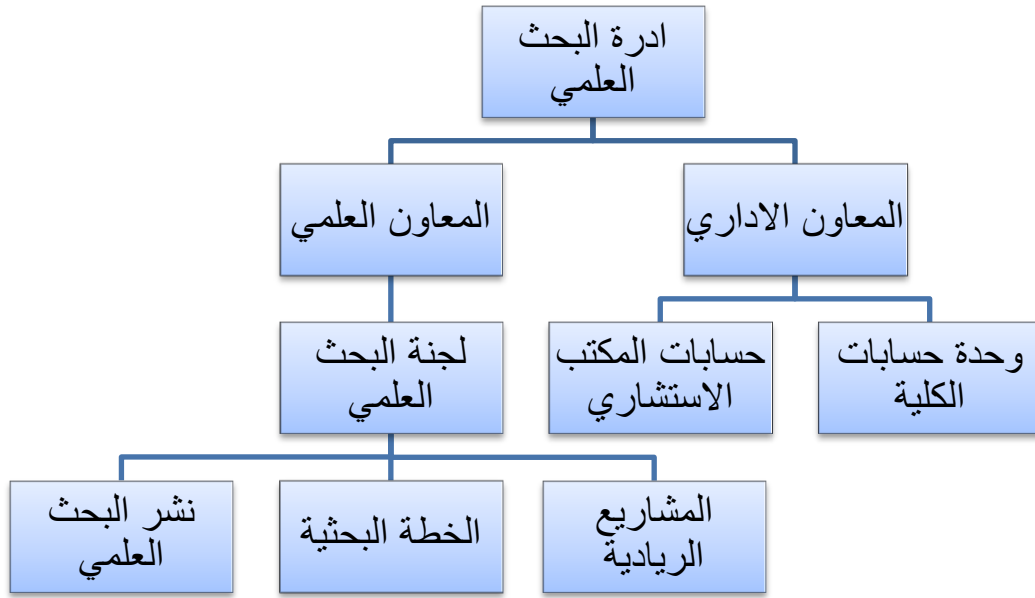 ادرة البحث
العلمي
المعاون الاداري
المعاون العلمي
وحدة حسابات
الكلية
حسابات المكتب
الاستشاري
لجنة البحث
العلمي
المشاريع
الريادية
الخطة البحثية
نشر البحث
العلمي